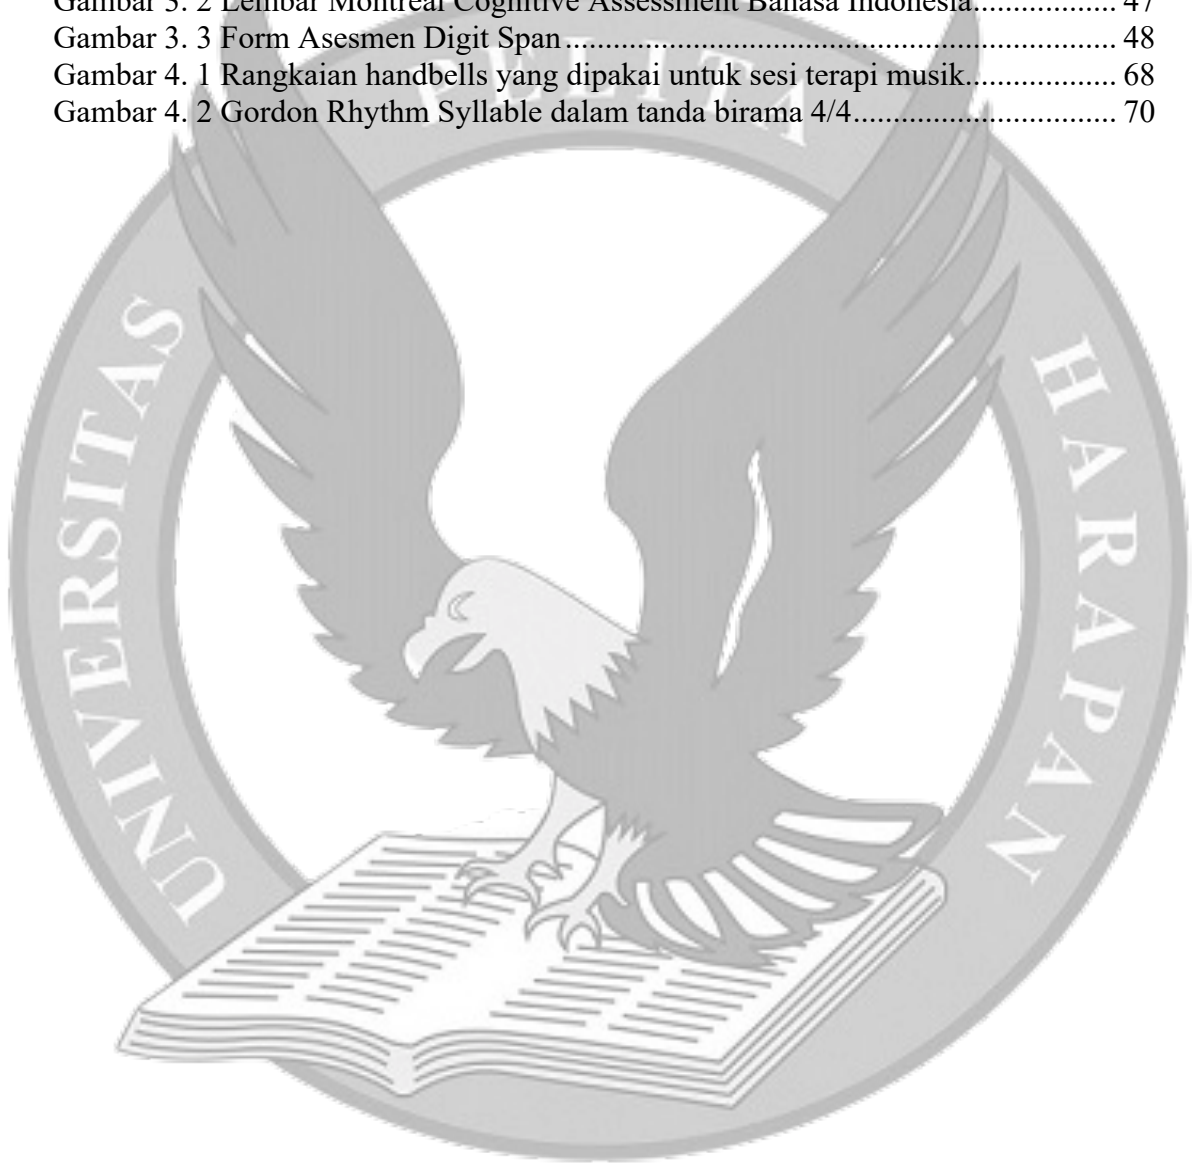 Gambar 3. 2 Lembar Montreal Cognitive Assessment Bahasa Indonesia.................. 47
Gambar 3. 3 Form Asesmen Digit Span...................................................................... 48
Gambar 4. 1 Rangkaian handbells yang dipakai untuk sesi terapi musik................... 68
Gambar 4. 2 Gordon Rhythm Syllable dalam tanda birama 4/4................................. 70
UNIVERSITAS PELITA HARAPAN